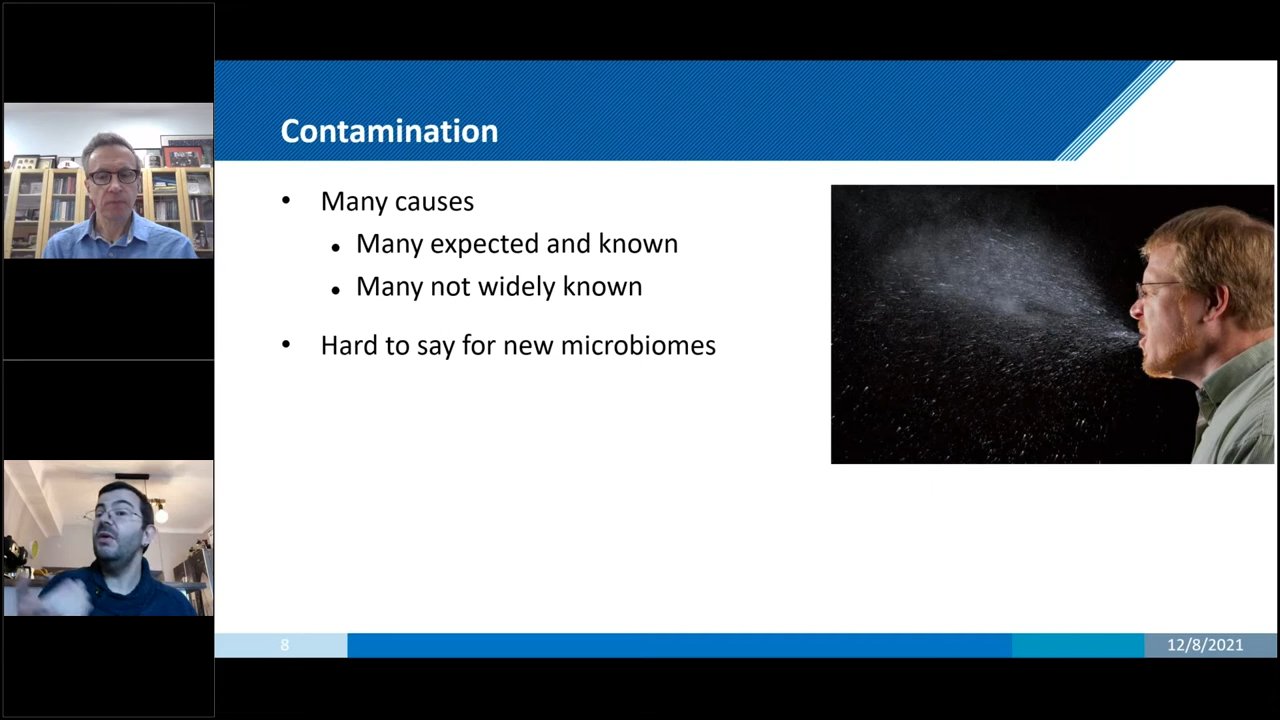 Contamination
• Many causes
• Many expected and known
• Many not widely known
• Hard to say for new microbiomes
8
12/8/2021